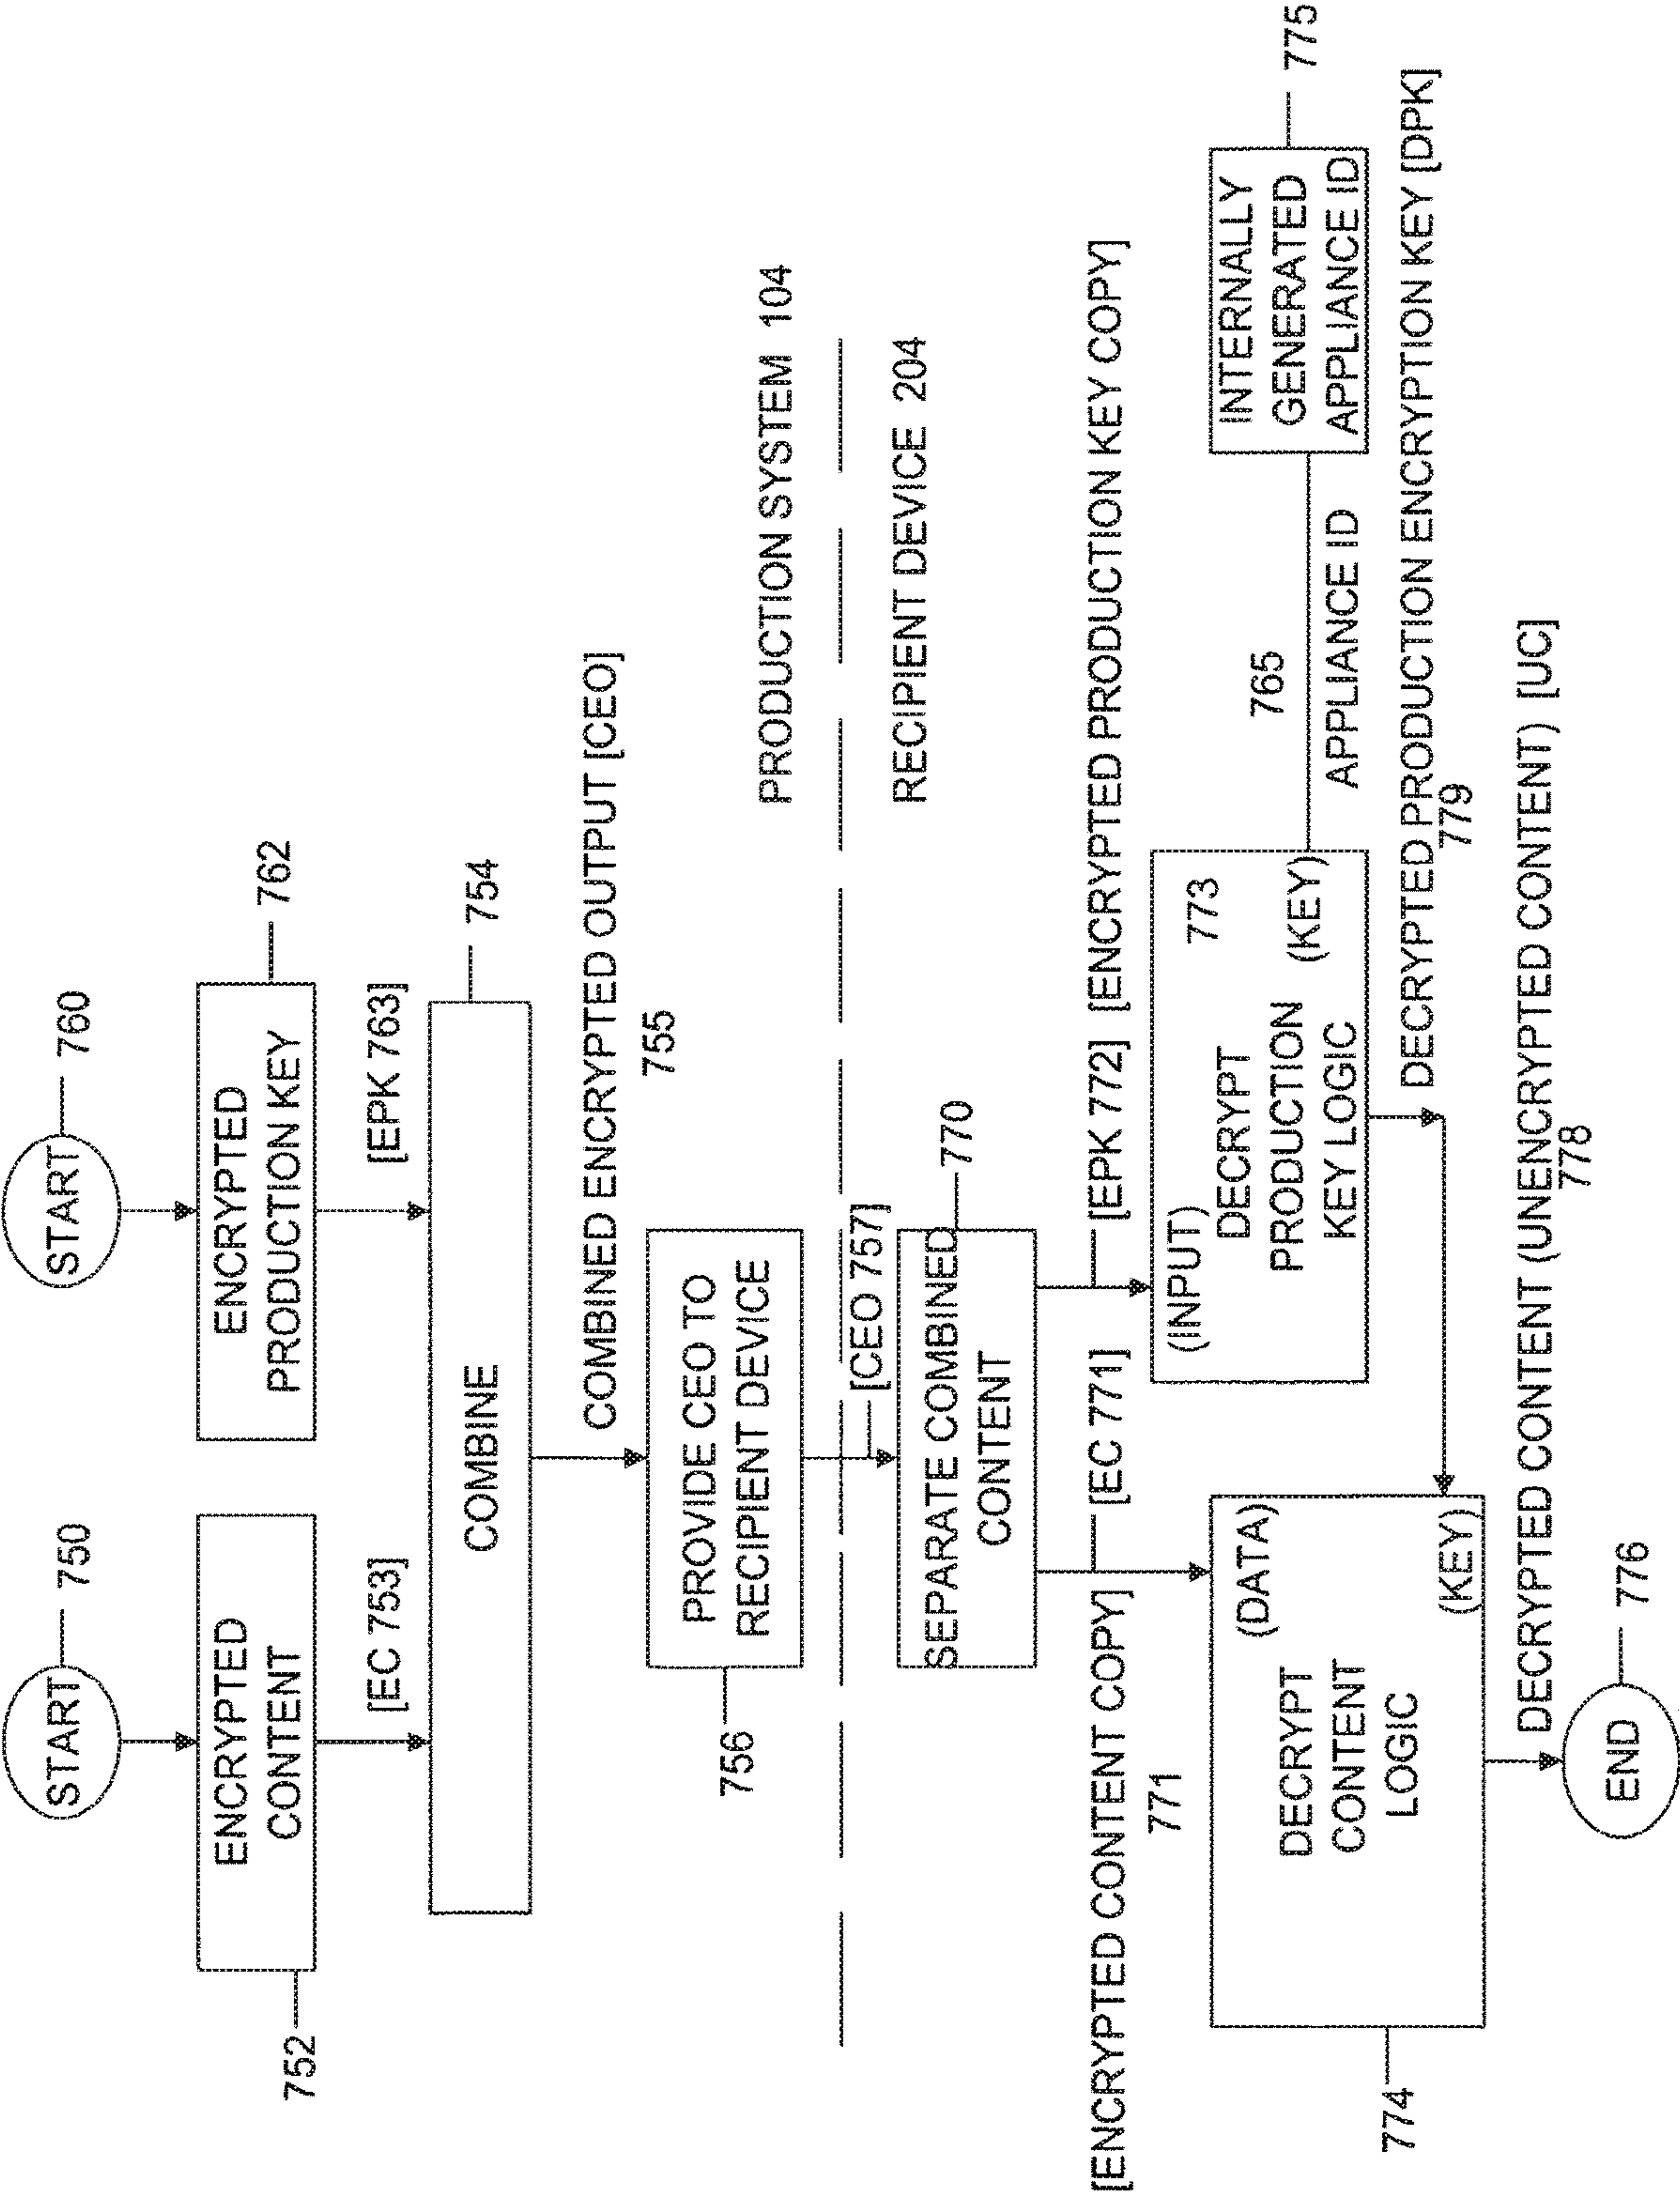 START
750
START
760
ENCRYPTED
CONTENT
752
ENCRYPTED
PRODUCTION KEY
762
[EC 753]
[EPK 763]
COMBINE
754
COMBINED ENCRYPTED OUTPUT [CEO]
755
PROVIDE CEO TO
RECIPIENT DEVICE
756
PRODUCTION SYSTEM 104
RECIPIENT DEVICE 204
[CEO 757]
SEPARATE COMBINED
CONTENT
770
[ENCRYPTED CONTENT COPY]
771
[EC 771]
[EPK 772] [ENCRYPTED PRODUCTION KEY COPY]
(INPUT)
773
DECRYPT
PRODUCTION
KEY LOGIC
(KEY)
765
APPLIANCE ID
INTERNALLY
GENERATED
APPLIANCE ID
775
(DATA)
DECRYPT
CONTENT
LOGIC
(KEY)
774
DECRYPTED PRODUCTION ENCRYPTION KEY [DPK]
779
DECRYPTED CONTENT (UNENCRYPTED CONTENT) [UC]
778
END
776